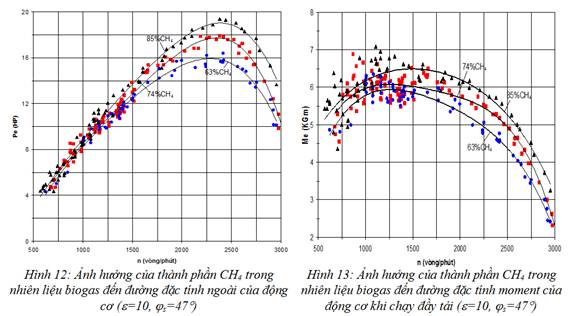 20
16
12
8
4
0
Pe (HP)
85%CH4
74%CH4
63%CH4
500
1000
1500
2000
2500
3000
n (vòng/phút)
Hình 12: Ảnh hưởng của thành phần CH4 trong
nhiên liệu biogas đến đường đặc tính ngoài của động
cơ (ε=10, φs=47°)
8
7
6
5
4
3
2
Me (KGm)
74%CH4
85%CH4
63%CH4
500
1000
1500
2000
2500
3000
n (vòng/phút)
Hình 13: Ảnh hưởng của thành phần CH4 trong
nhiên liệu biogas đến đường đặc tính moment của
động cơ khi chạy đầy tải (ε=10, φs=47°)